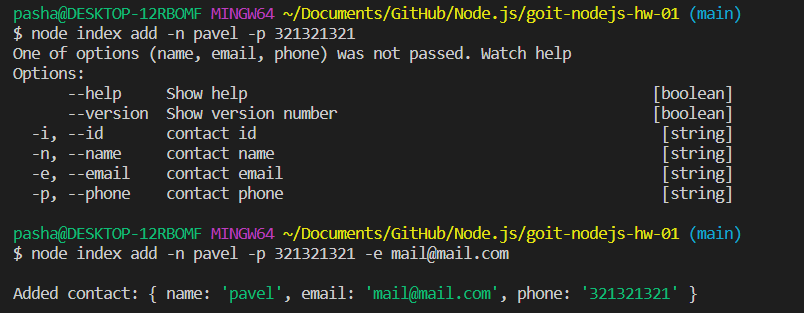 pasha@DESKTOP-12RBOMF MINGW64 ~/Documents/GitHub/Node.js/goit-nodejs-hw-01 (main)
$ node index add -n pavel -p 321321321
One of options (name, email, phone) was not passed. Watch help
Options:
      --help     Show help                                         [boolean]
      --version  Show version number                               [boolean]
  -i, --id       contact id                                         [string]
  -n, --name     contact name                                       [string]
  -e, --email    contact email                                      [string]
  -p, --phone    contact phone                                      [string]
pasha@DESKTOP-12RBOMF MINGW64 ~/Documents/GitHub/Node.js/goit-nodejs-hw-01 (main)
$ node index add -n pavel -p 321321321 -e mail@mail.com
Added contact: { name: 'pavel', email: 'mail@mail.com', phone: '321321321' }